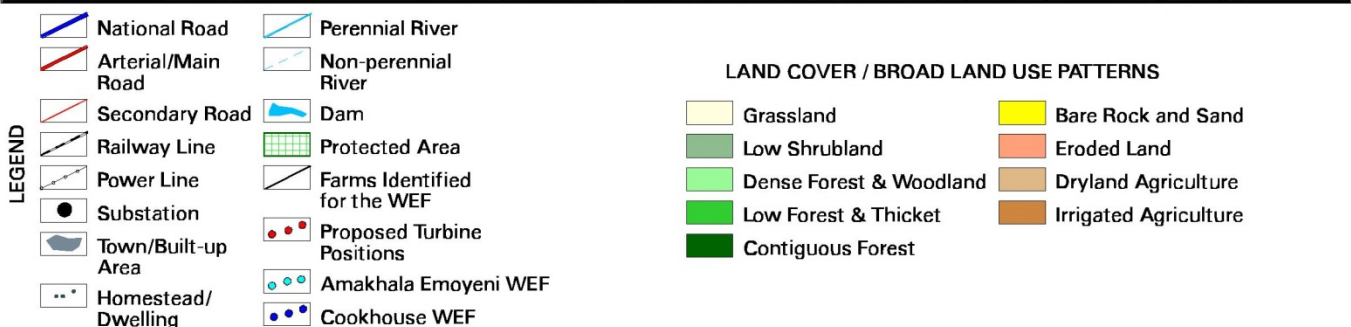 LEGEND
National Road
Arterial/Main
Road
Secondary Road
Railway Line
Power Line
Substation
Town/Built-up
Area
Homestead/
Dwelling
Perennial River
Non-perennial
River
Dam
Protected Area
Farms Identified
for the WEF
Proposed Turbine
Positions
Amakhala Emoyeni WEF
Cookhouse WEF
LAND COVER / BROAD LAND USE PATTERNS
Grassland
Low Shrubland
Dense Forest & Woodland
Low Forest & Thicket
Contiguous Forest
Bare Rock and Sand
Eroded Land
Dryland Agriculture
Irrigated Agriculture